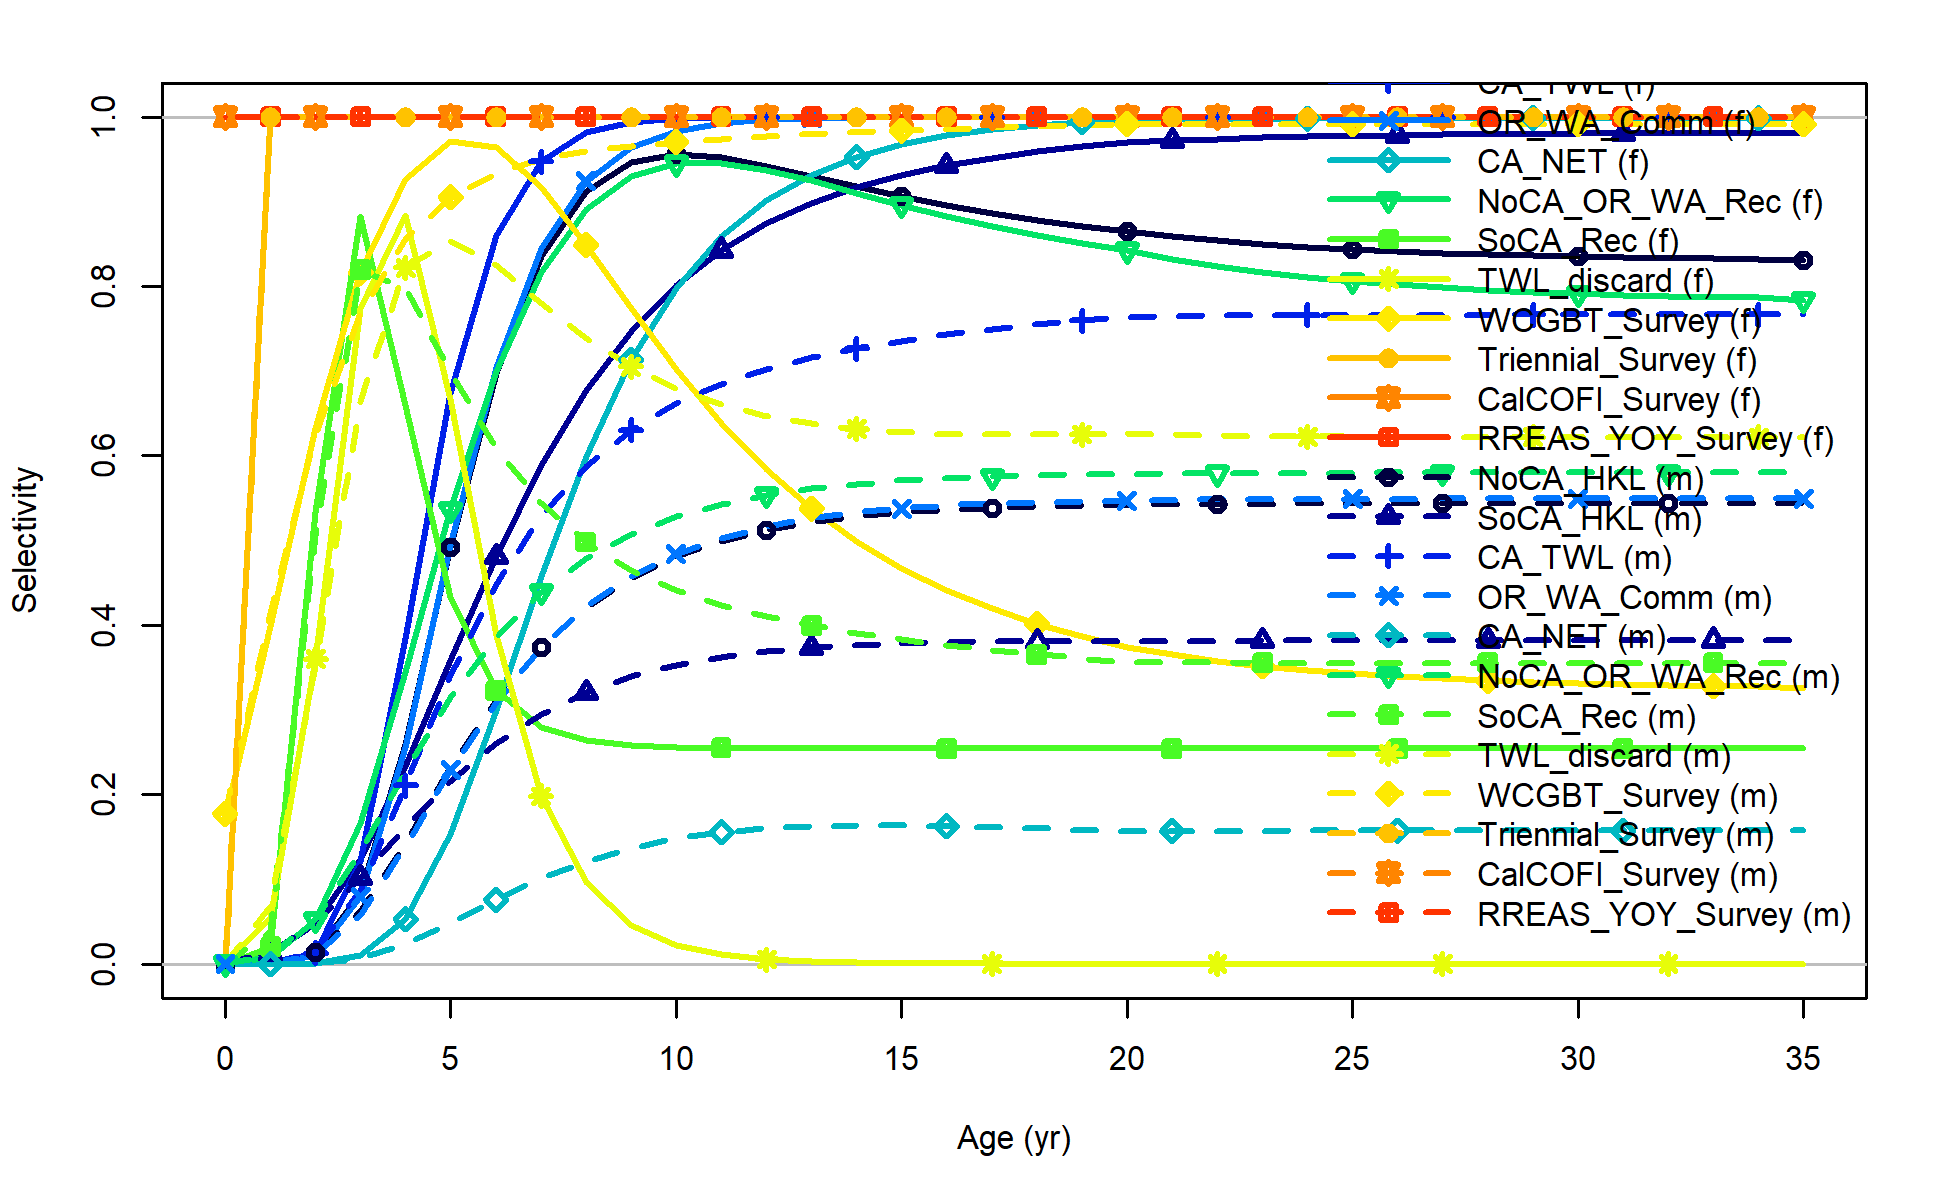 CA_TWL (f)
OR_WA_Comm (f)
CA_NET (f)
NoCA_OR_WA_Rec (f)
SoCA_Rec (f)
TWL_discard (f)
WCGBT_Survey (f)
Triennial_Survey (f)
CalCOFI_Survey (f)
RREAS_YOY_Survey (f)
NoCA_HKL (m)
SoCA_HKL (m)
CA_TWL (m)
OR_WA_Comm (m)
CA_NET (m)
NoCA_OR_WA_Rec (m)
SoCA_Rec (m)
TWL_discard (m)
WCGBT_Survey (m)
Triennial_Survey (m)
CalCOFI_Survey (m)
RREAS_YOY_Survey (m)
Selectivity
1.0
0.8
0.6
0.4
0.2
0.0
0 5 10 15 20 25 30 35
Age (yr)